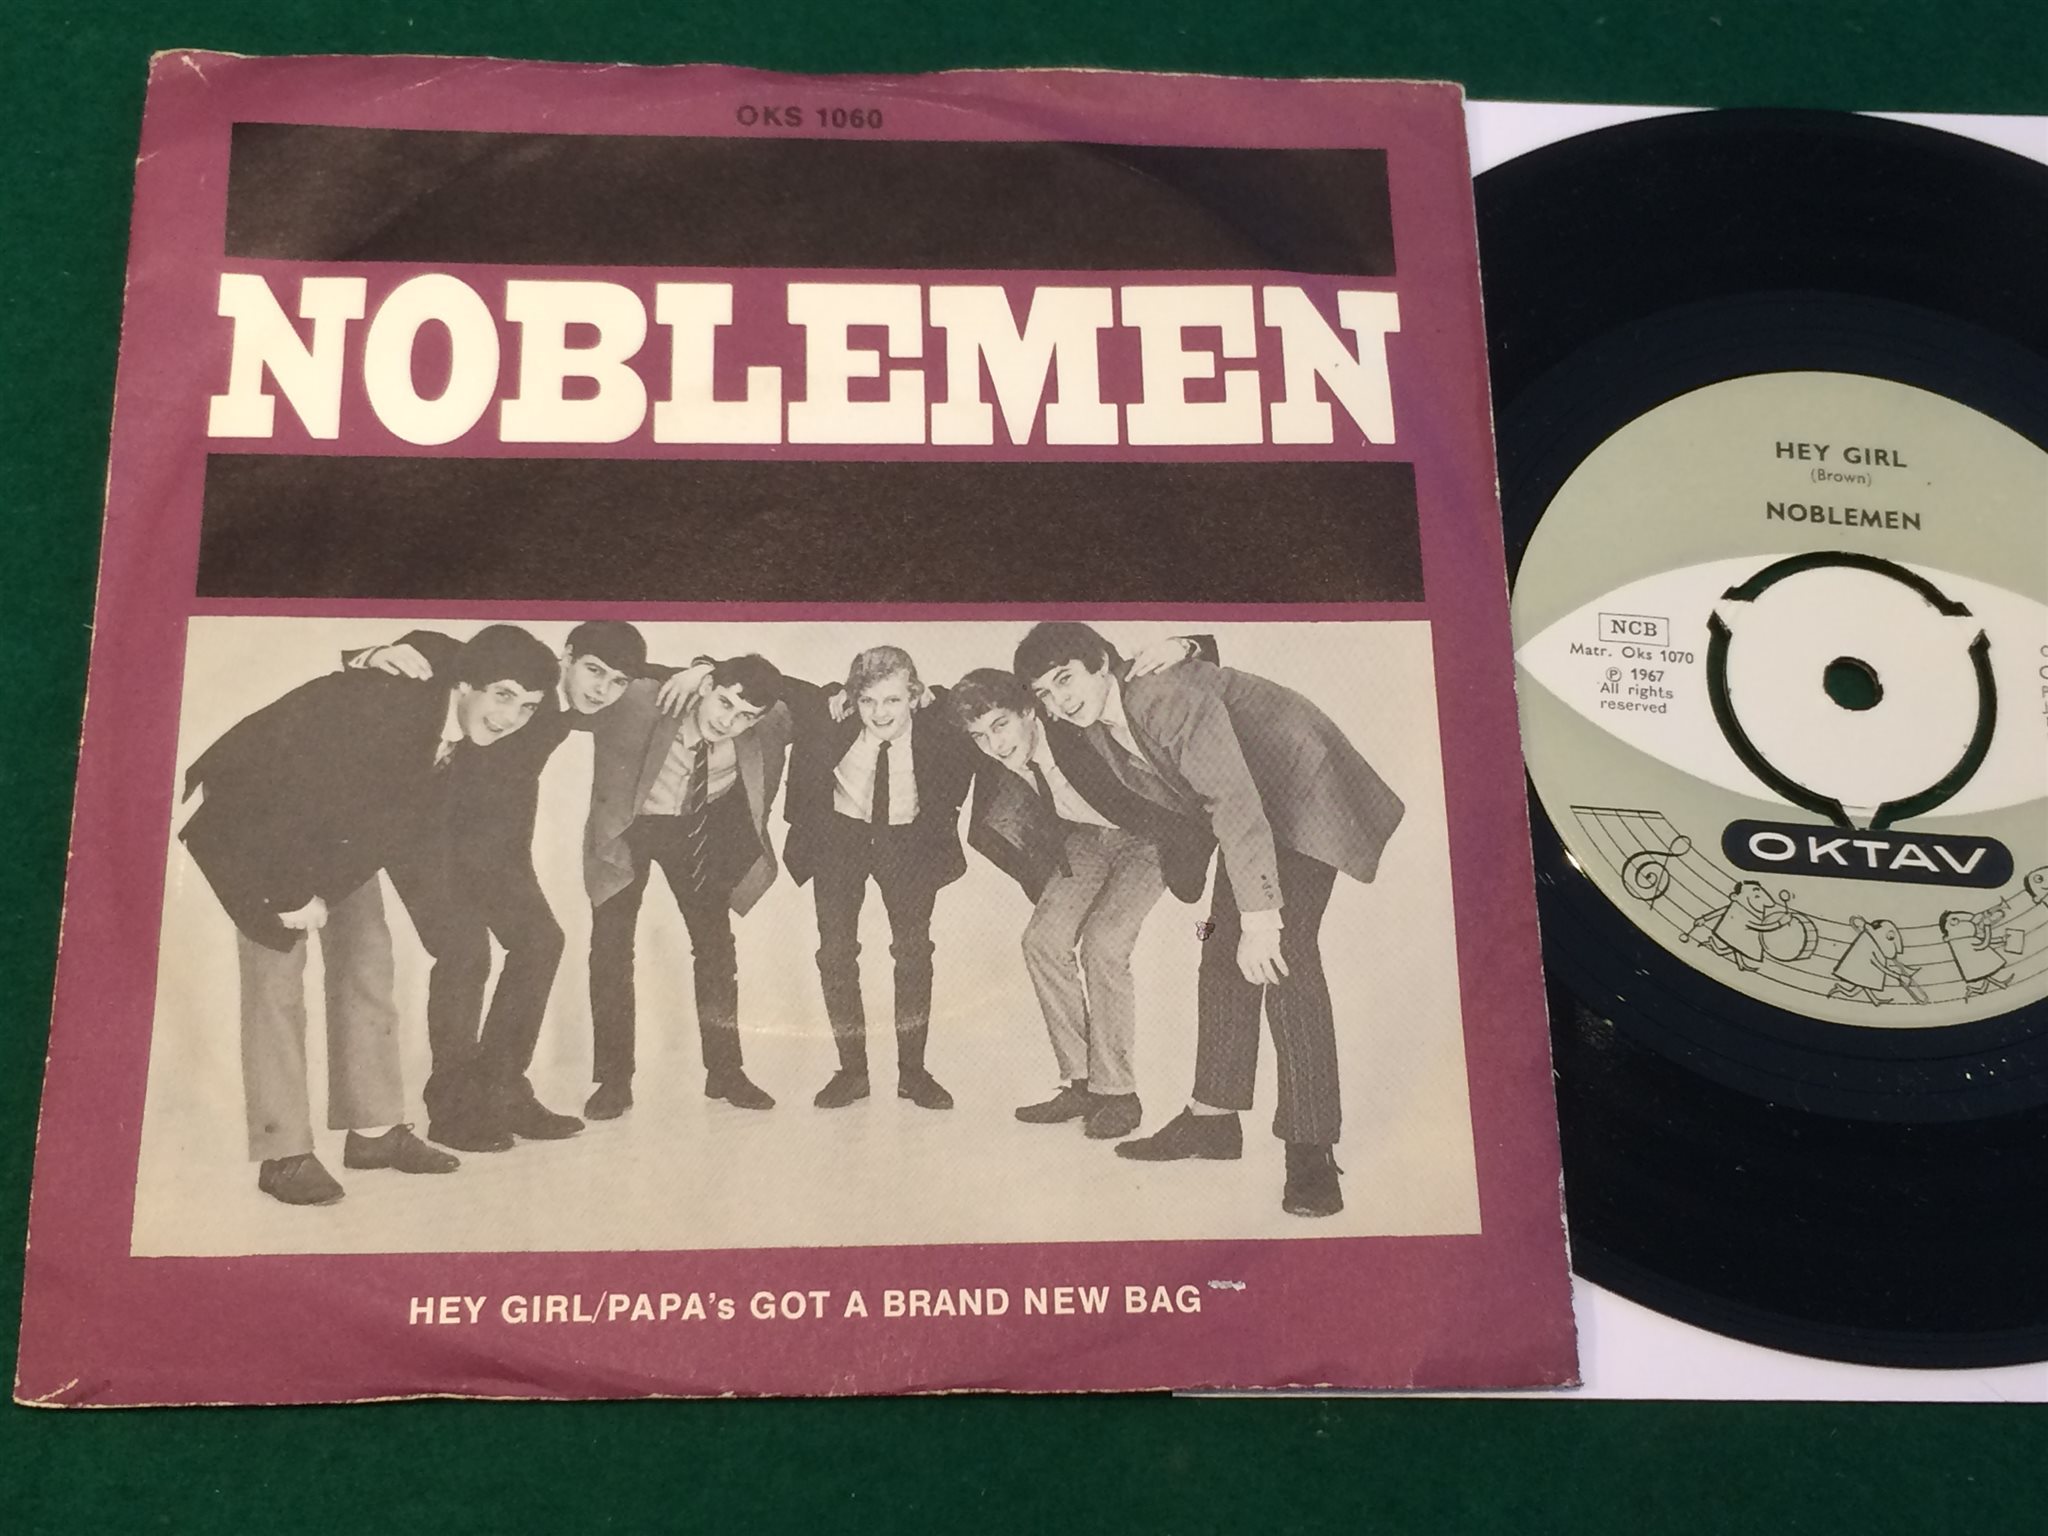 OKS 1060
NOBLEMEN
HEY GIRL/PAPA's GOT A BRAND NEW BAG
HEY GIRL
(Brown)
NOBLEMEN
NCB
Matr. Oks 1070
Ⓟ 1967
All rights
reserved
OKTAV